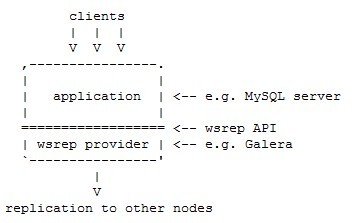 clients
| | |
V V V
,----------------.
| |
| application | <-- e.g. MySQL server
| |
================== <-- wsrep API
| wsrep provider | <-- e.g. Galera
`----------------'
|
V
replication to other nodes